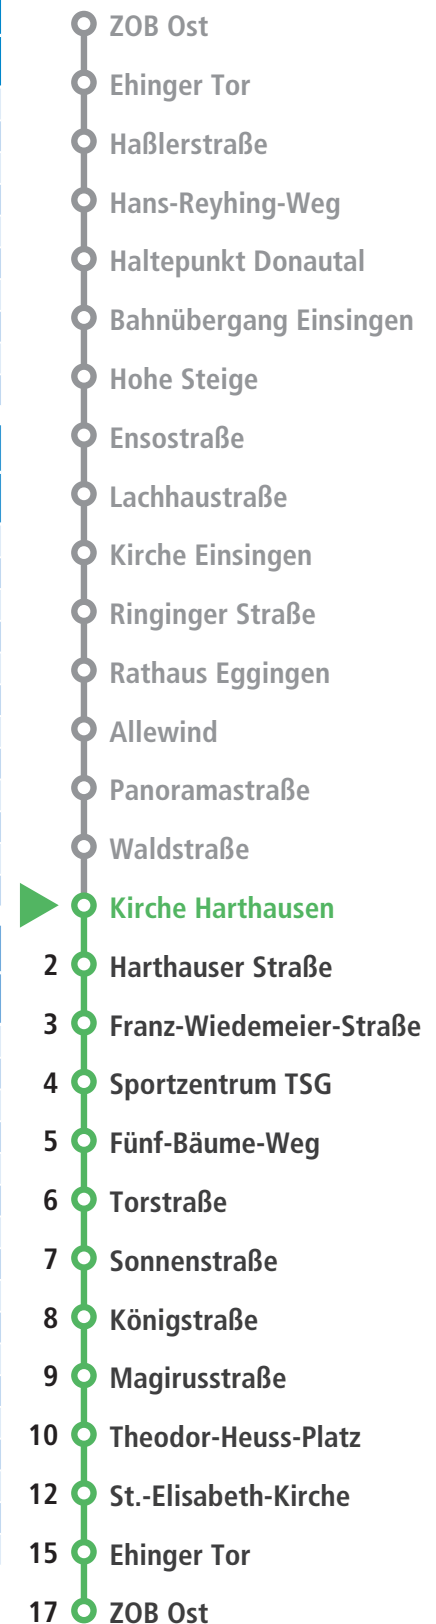 ZOB Ost
Ehinger Tor
Haßlerstraße
Hans-Reyhing-Weg
Haltepunkt Donautal
Bahnübergang Einsingen
Hohe Steige
Ensostraße
Lachhaustraße
Kirche Einsingen
Ringinger Straße
Rathaus Eggingen
Allewind
Panoramastraße
Waldstraße
Kirche Harthausen
2 Harthauser Straße
3 Franz-Wiedemeier-Straße
4 Sportzentrum TSG
5 Fünf-Bäume-Weg
6 Torstraße
7 Sonnenstraße
8 Königstraße
9 Magirusstraße
10 Theodor-Heuss-Platz
12 St.-Elisabeth-Kirche
15 Ehinger Tor
17 ZOB Ost